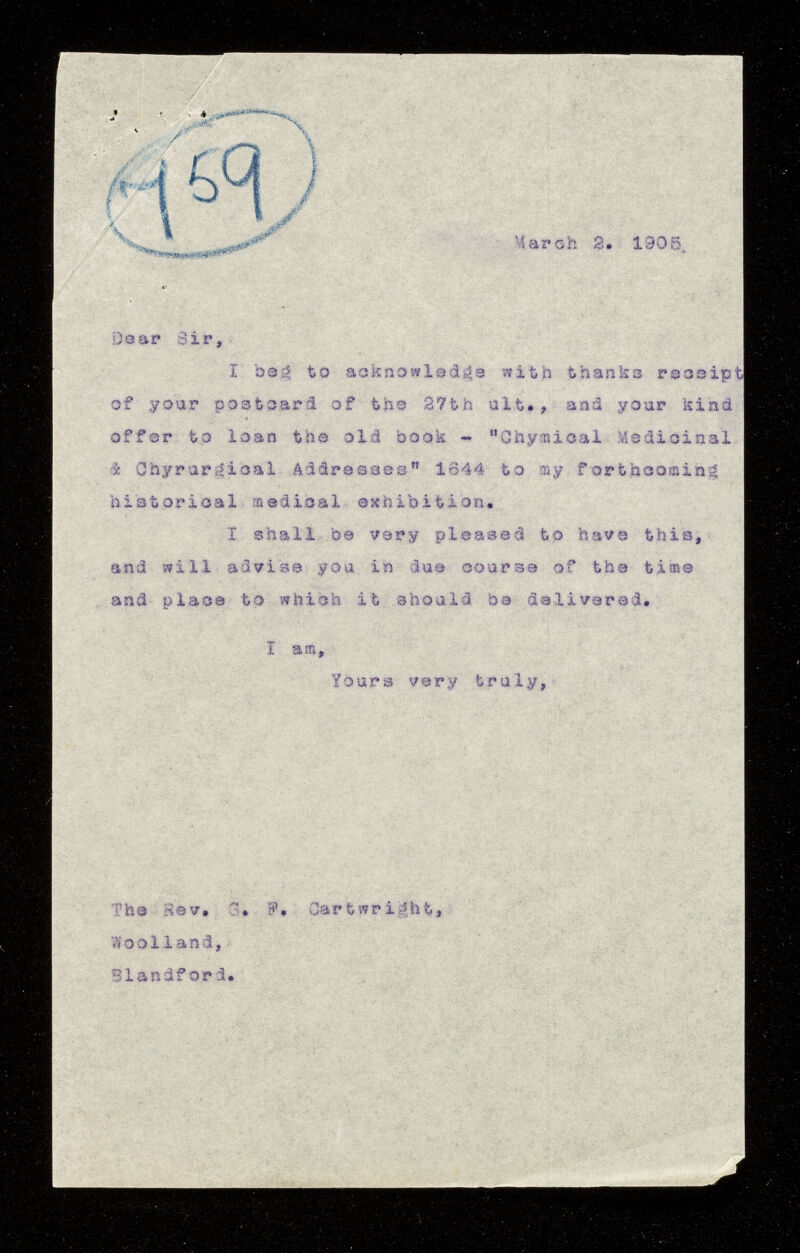 459
March 2. 1905.
Dear Sir,
I beg to acknowledge with thanks receipt
of your postcard of the 27th ult., and your kind
offer to loan the old book - "Chymical Medicinal
& Chyrurgical Addresses" 1644 to my forthcoming
historical medical exhibition.
I shall be very pleased to have this,
and will advise you in due course of the time
and place to which it should be delivered.
I am,
Yours very truly,
The Rev. G. F. Cartwright,
Woolland,
Blandford.